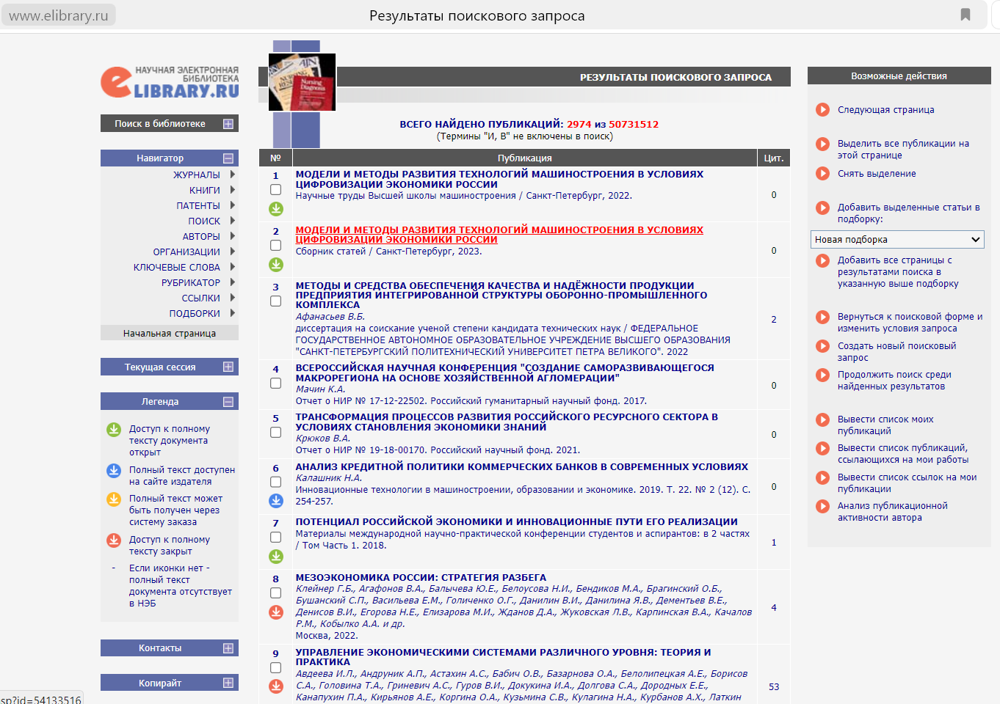 www.elibrary.ru
Результаты поискового запроса
НАУЧНАЯ ЭЛЕКТРОННАЯ
БИБЛИОТЕКА
eLIBRARY.RU
Поиск в библиотеке
Навигатор
ЖУРНАЛЫ
КНИГИ
ПАТЕНТЫ
ПОИСК
АВТОРЫ
ОРГАНИЗАЦИИ
КЛЮЧЕВЫЕ СЛОВА
РУБРИКАТОР
ССЫЛКИ
ПОДБОРКИ
Начальная страница
Текущая сессия
Легенда
Доступ к полному
тексту документа
открыт
Полный текст доступен
на сайте издателя
Полный текст может
быть получен через
систему заказа
Доступ к полному
тексту закрыт
- Если иконки нет -
полный текст
документа отсутствует
в НЭБ
Контакты
Копирайт
sp?id=54133516
Nursing
Diagnosis
РЕЗУЛЬТАТЫ ПОИСКОВОГО ЗАПРОСА
ВСЕГО НАЙДЕНО ПУБЛИКАЦИЙ: 2974 из 50731512
(Термины "И, В" не включены в поиск)
№ Публикация Цит.
1 МОДЕЛИ И МЕТОДЫ РАЗВИТИЯ ТЕХНОЛОГИЙ МАШИНОСТРОЕНИЯ В УСЛОВИЯХ
ЦИФРОВИЗАЦИИ ЭКОНОМИКИ РОССИИ
Научные труды Высшей школы машиностроения / Санкт-Петербург, 2022. 0
2 МОДЕЛИ И МЕТОДЫ РАЗВИТИЯ ТЕХНОЛОГИЙ МАШИНОСТРОЕНИЯ В УСЛОВИЯХ
ЦИФРОВИЗАЦИИ ЭКОНОМИКИ РОССИИ
Сборник статей / Санкт-Петербург, 2023. 0
3 МЕТОДЫ И СРЕДСТВА ОБЕСПЕЧЕНИЯ КАЧЕСТВА И НАДЁЖНОСТИ ПРОДУКЦИИ
ПРЕДПРИЯТИЯ ИНТЕГРИРОВАННОЙ СТРУКТУРЫ ОБОРОННО-ПРОМЫШЛЕННОГО
КОМПЛЕКСА
Афанасьев В.Б. 2
диссертация на соискание ученой степени кандидата технических наук / ФЕДЕРАЛЬНОЕ
ГОСУДАРСТВЕННОЕ АВТОНОМНОЕ ОБРАЗОВАТЕЛЬНОЕ УЧРЕЖДЕНИЕ ВЫСШЕГО ОБРАЗОВАНИЯ
"САНКТ-ПЕТЕРБУРГСКИЙ ПОЛИТЕХНИЧЕСКИЙ УНИВЕРСИТЕТ ПЕТРА ВЕЛИКОГО". 2022
4 ВСЕРОССИЙСКАЯ НАУЧНАЯ КОНФЕРЕНЦИЯ "СОЗДАНИЕ САМОРАЗВИВАЮЩЕГОСЯ
МАКРОРЕГИОНА НА ОСНОВЕ ХОЗЯЙСТВЕННОЙ АГЛОМЕРАЦИИ"
Мачин К.А. 0
Отчет о НИР № 17-12-22502. Российский гуманитарный научный фонд. 2017.
5 ТРАНСФОРМАЦИЯ ПРОЦЕССОВ РАЗВИТИЯ РОССИЙСКОГО РЕСУРСНОГО СЕКТОРА В
УСЛОВИЯХ СТАНОВЛЕНИЯ ЭКОНОМИКИ ЗНАНИЙ
Крюков В.А. 0
Отчет о НИР № 19-18-00170. Российский научный фонд. 2021.
6 АНАЛИЗ КРЕДИТНОЙ ПОЛИТИКИ КОММЕРЧЕСКИХ БАНКОВ В СОВРЕМЕННЫХ УСЛОВИЯХ
Калашник Н.А.
Инновационные технологии в машиностроении, образовании и экономике. 2019. Т. 22. № 2 (12). С. 0
254-257.
7 ПОТЕНЦИАЛ РОССИЙСКОЙ ЭКОНОМИКИ И ИННОВАЦИОННЫЕ ПУТИ ЕГО РЕАЛИЗАЦИИ
Материалы международной научно-практической конференции студентов и аспирантов: в 2 частях
/ Том Часть 1. 2018. 1
8 МЕЗОЭКОНОМИКА РОССИИ: СТРАТЕГИЯ РАЗБЕГА
Клейнер Г.Б., Агафонов В.А., Балычева Ю.Е., Белоусова Н.И., Бендиков М.А., Брагинский О.Б.,
Бушанский С.П., Васильева Е.М., Голиченко О.Г., Данилин В.И., Данилина Я.В., Дементьев В.Е.,
Денисов В.И., Егорова Н.Е., Елизарова М.И., Жданов Д.А., Жуковская Л.В., Карпинская В.А., Качалов 4
Р.М., Кобылко А.А. и др.
Москва, 2022.
9 УПРАВЛЕНИЕ ЭКОНОМИЧЕСКИМИ СИСТЕМАМИ РАЗЛИЧНОГО УРОВНЯ: ТЕОРИЯ И
ПРАКТИКА
Авдеева И.Л., Андруник А.П., Астахин А.С., Бабич О.В., Базарнова О.А., Белолипецкая А.Е., Борисов
С.А., Головина Т.А., Гриневич А.С., Гуров В.И., Докукина И.А., Долгова С.А., Дородных Е.Е., 53
Канапухин П.А., Кирьянов А.Е., Коргина О.А., Кузьмина С.В., Кулагина Н.А., Курбанов А.Х., Латкин
Возможные действия
Следующая страница
Выделить все публикации на
этой странице
Снять выделение
Добавить выделенные статьи в
подборку:
Новая подборка
Добавить все страницы с
результатами поиска в
указанную выше подборку
Вернуться к поисковой форме и
изменить условия запроса
Создать новый поисковый
запрос
Продолжить поиск среди
найденных результатов
Вывести список моих
публикаций
Вывести список публикаций,
ссылающихся на мои работы
Вывести список ссылок на мои
публикации
Анализ публикационной
активности автора